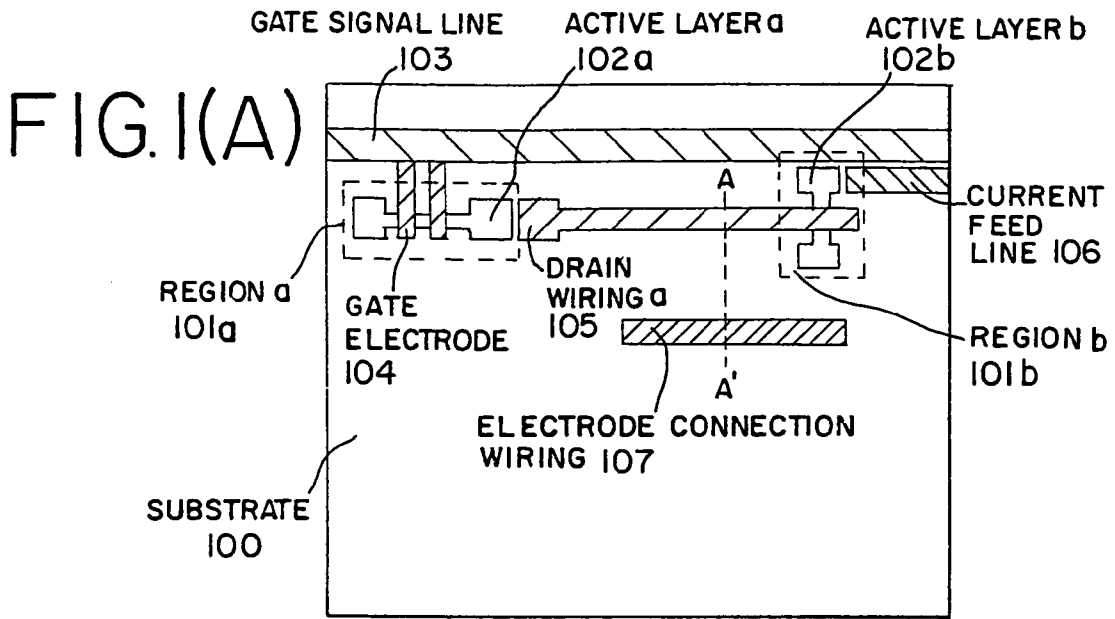 FIG. 1(A)
GATE SIGNAL LINE
103
ACTIVE LAYER a
102a
ACTIVE LAYER b
102b
A
CURRENT
FEED
LINE 106
REGION a
101a
GATE
ELECTRODE
104
DRAIN
WIRING a
105
REGION b
101b
A'
ELECTRODE CONNECTION
WIRING 107
SUBSTRATE
100